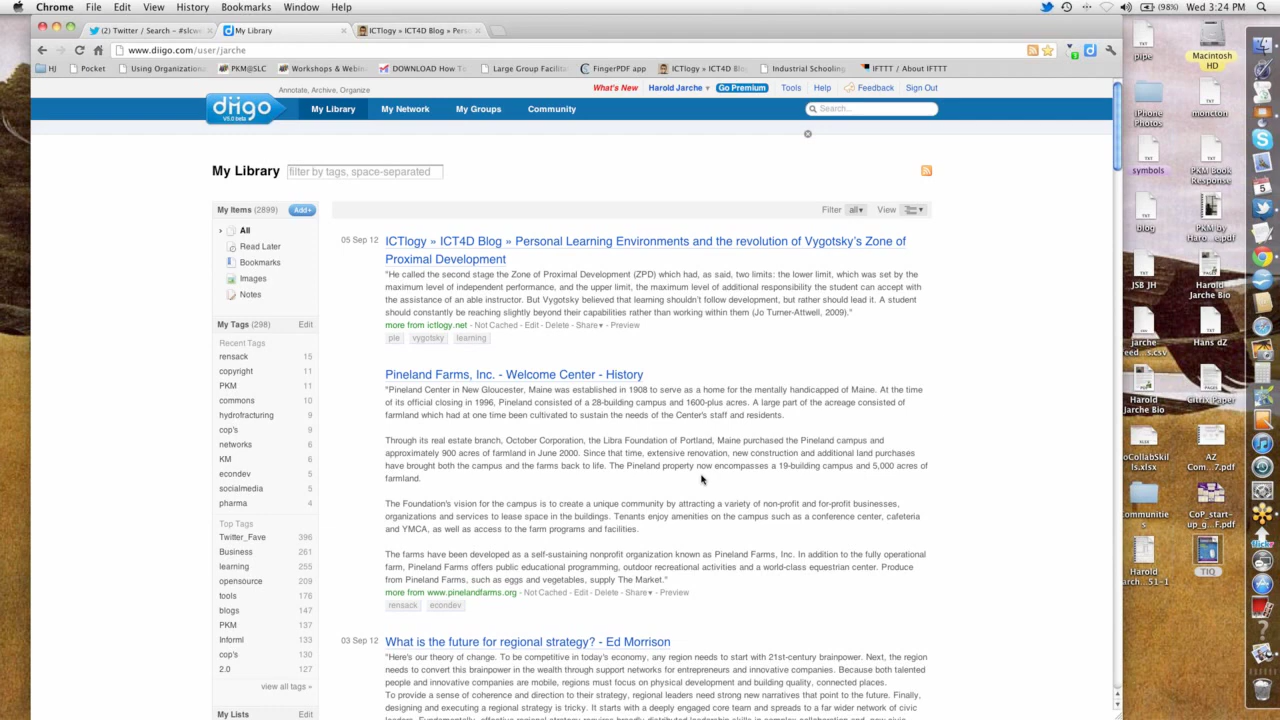 Chrome File Edit View History Bookmarks Window Help
(98%) Wed 3:24 PM
(2) Twitter / Search - #slcwe
My Library
ICTlogy » ICT4D Blog » Perso
www.diigo.com/user/jarche
HJ Pocket Using Organizationa PKM@SLC Workshops & Webin DOWNLOAD How To Large Group Faciliti FingerPDF app ICTlogy » ICT4D Blo Industrial Schooling IFTTT / About IFTTT
Annotate, Archive, Organize
What's New Harold Jarche Go Premium Tools Help Feedback Sign Out
diigo
V5.0 beta
My Library My Network My Groups Community Search...
My Library filter by tags, space-separated
My Items (2899) Add+
All
Read Later
Bookmarks
Images
Notes
My Tags (298) Edit
Recent Tags
rensack 15
copyright 11
PKM 11
commons 10
hydrofracturing 9
cop's 9
networks 6
KM 6
econdev 5
socialmedia 5
pharma 4
Top Tags
Twitter_Fave 396
Business 261
learning 255
opensource 209
tools 176
blogs 147
PKM 137
Informl 133
cop's 130
2.0 127
view all tags »
My Lists Edit
Filter all▾ View
05 Sep 12
ICTlogy » ICT4D Blog » Personal Learning Environments and the revolution of Vygotsky's Zone of
Proximal Development
"He called the second stage the Zone of Proximal Development (ZPD) which had, as said, two limits: the lower limit, which was set by the
maximum level of independent performance, and the upper limit, the maximum level of additional responsibility the student can accept with
the assistance of an able instructor. But Vygotsky believed that learning shouldn't follow development, but rather should lead it. A student
should constantly be reaching slightly beyond their capabilities rather than working within them (Jo Turner-Attwell, 2009)."
more from ictlogy.net - Not Cached - Edit - Delete - Share▾ - Preview
ple vygotsky learning
Pineland Farms, Inc. - Welcome Center - History
"Pineland Center in New Gloucester, Maine was established in 1908 to serve as a home for the mentally handicapped of Maine. At the time
of its official closing in 1996, Pineland consisted of a 28-building campus and 1600-plus acres. A large part of the acreage consisted of
farmland which had at one time been cultivated to sustain the needs of the Center's staff and residents.
Through its real estate branch, October Corporation, the Libra Foundation of Portland, Maine purchased the Pineland campus and
approximately 900 acres of farmland in June 2000. Since that time, extensive renovation, new construction and additional land purchases
have brought both the campus and the farms back to life. The Pineland property now encompasses a 19-building campus and 5,000 acres of
farmland.
The Foundation's vision for the campus is to create a unique community by attracting a variety of non-profit and for-profit businesses,
organizations and services to lease space in the buildings. Tenants enjoy amenities on the campus such as a conference center, cafeteria
and YMCA, as well as access to the farm programs and facilities.
The farms have been developed as a self-sustaining nonprofit organization known as Pineland Farms, Inc. In addition to the fully operational
farm, Pineland Farms offers public educational programming, outdoor recreational activities and a world-class equestrian center. Produce
from Pineland Farms, such as eggs and vegetables, supply The Market."
more from www.pinelandfarms.org - Not Cached - Edit - Delete - Share▾ - Preview
rensack econdev
03 Sep 12
What is the future for regional strategy? - Ed Morrison
"Here's our theory of change. To be competitive in today's economy, any region needs to start with 21st-century brainpower. Next, the region
needs to convert this brainpower in the wealth through support networks for entrepreneurs and innovative companies. Because both talented
people and innovative companies are mobile, regions must focus on physical development and building quality, connected places.
To provide a sense of coherence and direction to their strategy, regional leaders need strong new narratives that point to the future. Finally,
designing and executing a regional strategy is tricky. It starts with a deeply engaged core team and spreads to a far wider network of civic
pipe
Macintosh
HD
iPhone
Photos
moncton
symbols
PKM Book
Response
blog
PKM by
Haro...e.pdf
JSB JH
Harold
Jarche Bio
jarche
feed...s.csv
Hans dZ
Harold
Jarche Bio
Citrix Paper
oCollabSkil
ls.xlsx
AZ
Com...7.pdf
ommunitie
s
CoP_start-
up_g...F.pdf
Harold
arch...51-1
TIQ
5
flickr